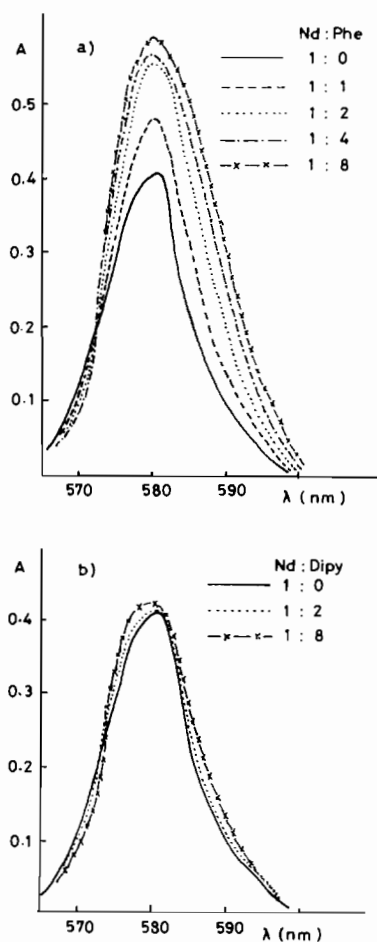 A a) Nd : Phe
1 : 0
1 : 1
1 : 2
1 : 4
1 : 8
0.5
0.4
0.3
0.2
0.1
570 580 590
λ (nm)
A b) Nd : Dipy
1 : 0
1 : 2
1 : 8
0.4
0.3
0.2
0.1
570 580 590 λ (nm)